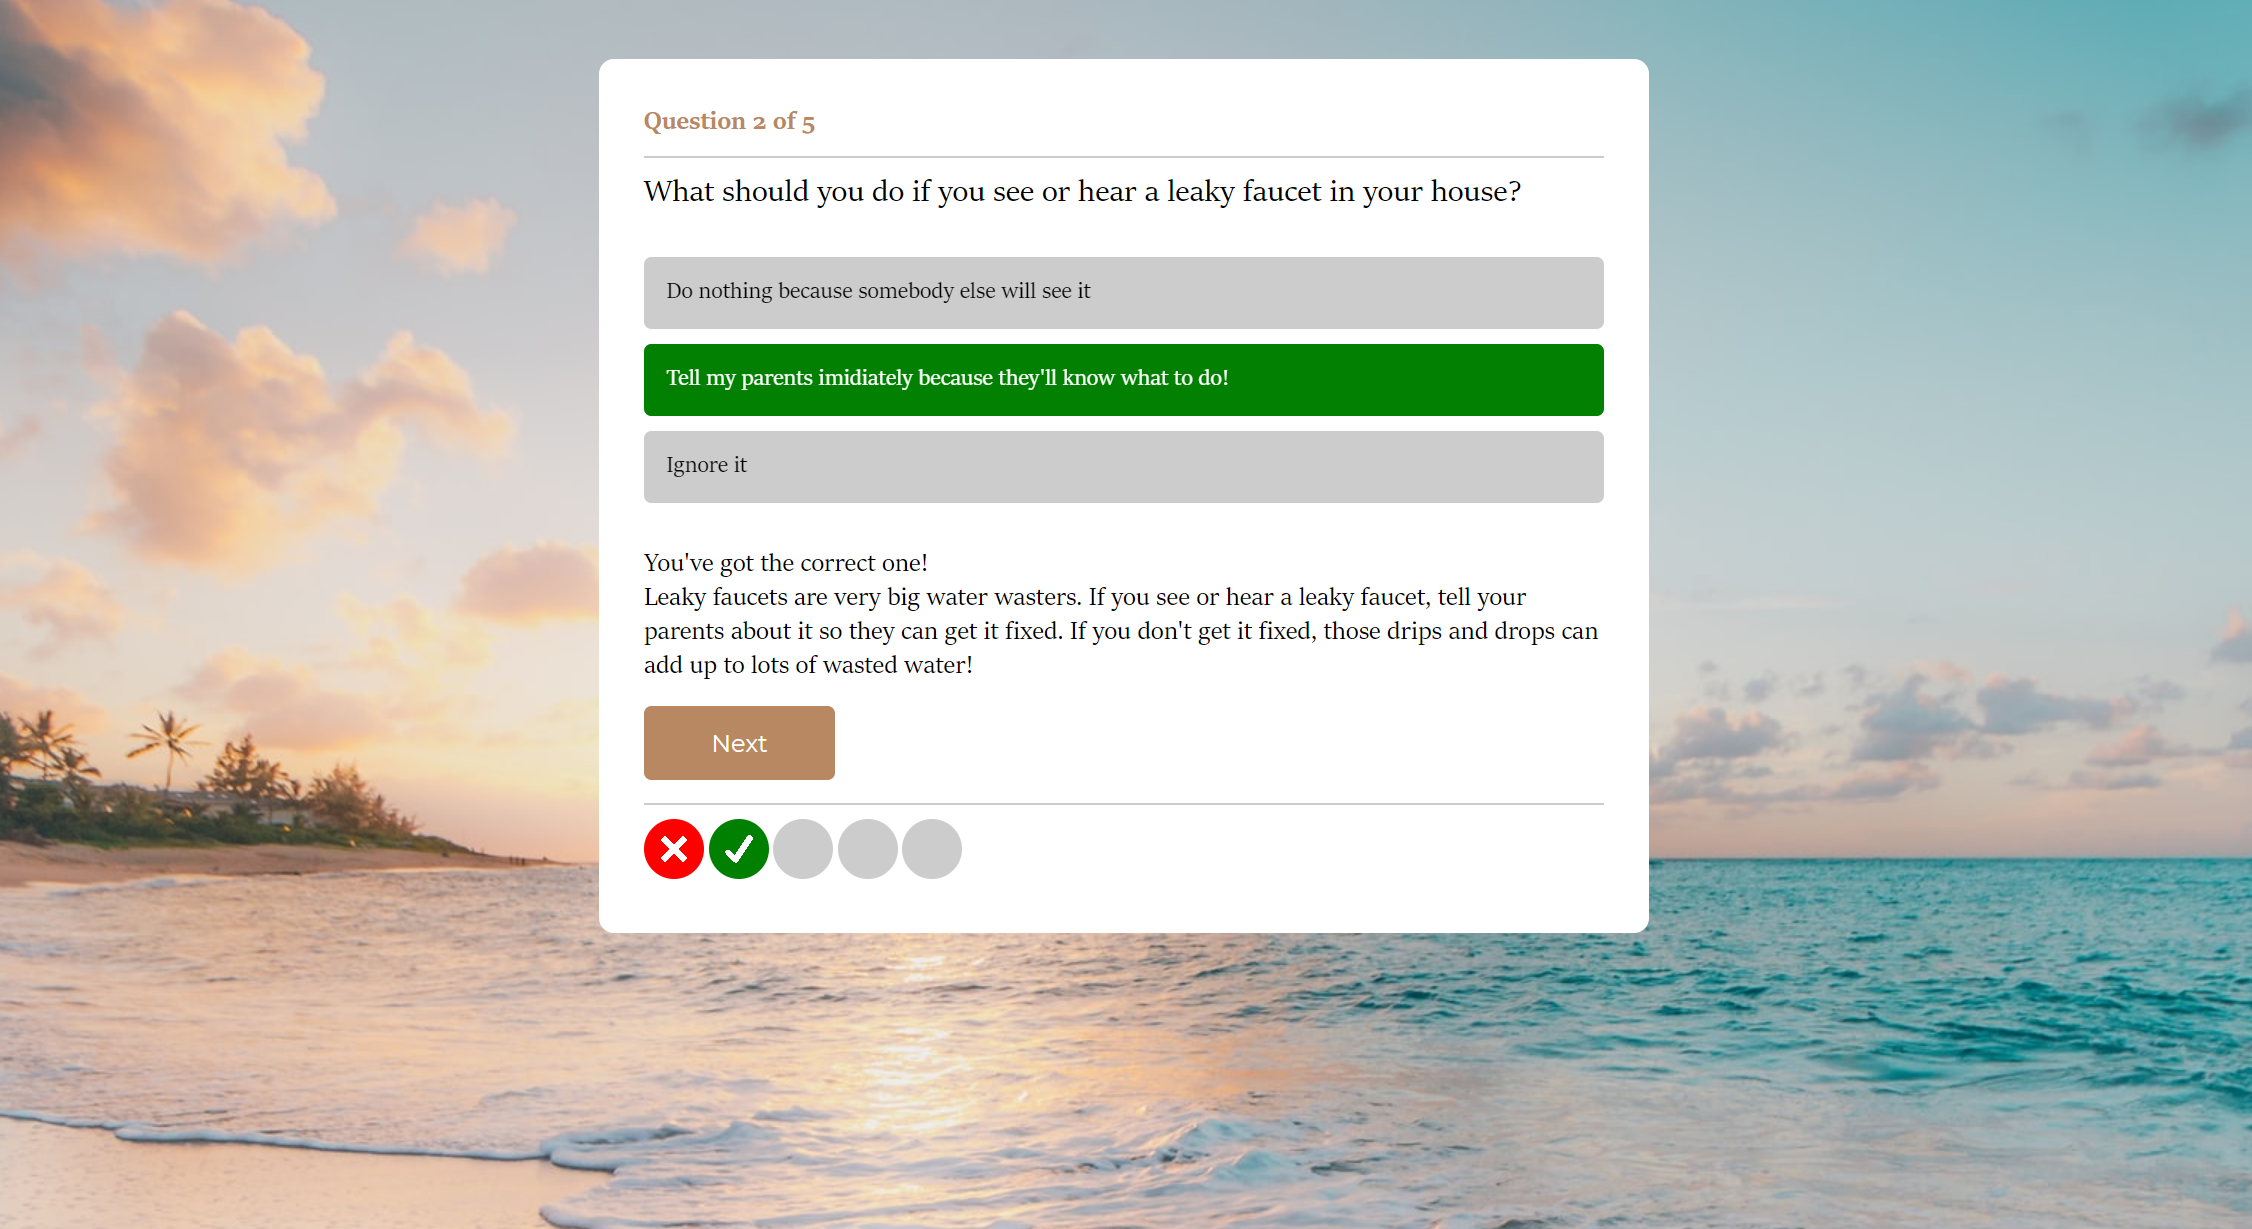 Question 2 of 5
What should you do if you see or hear a leaky faucet in your house?
Do nothing because somebody else will see it
Tell my parents imidiately because they'll know what to do!
Ignore it
You've got the correct one!
Leaky faucets are very big water wasters. If you see or hear a leaky faucet, tell your
parents about it so they can get it fixed. If you don't get it fixed, those drips and drops can
add up to lots of wasted water!
Next